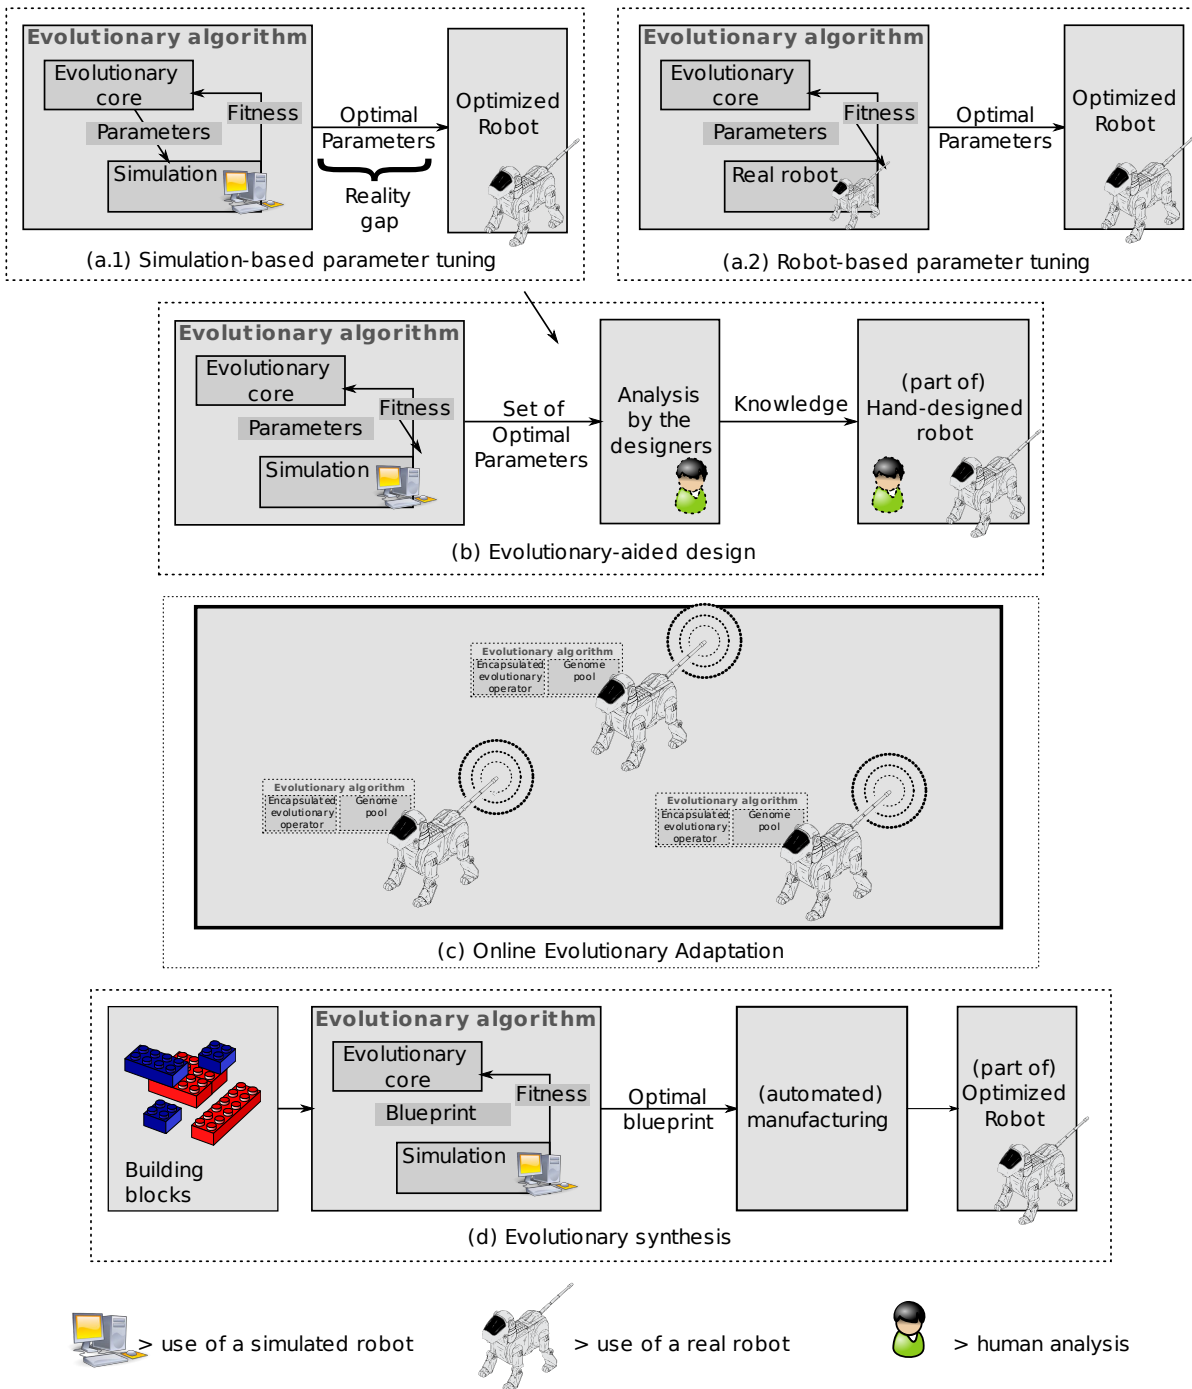 Evolutionary algorithm
Evolutionary
core
Fitness
Parameters
Simulation
Optimal
Parameters
Reality
gap
Optimized
Robot
(a.1) Simulation-based parameter tuning
Evolutionary algorithm
Evolutionary
core
Fitness
Parameters
Real robot
Optimal
Parameters
Optimized
Robot
(a.2) Robot-based parameter tuning
Evolutionary algorithm
Evolutionary
core
Fitness
Parameters
Simulation
Set of
Optimal
Parameters
Analysis
by the
designers
Knowledge
(part of)
Hand-designed
robot
(b) Evolutionary-aided design
Evolutionary algorithm
Encapsulated
evolutionary
operator
Genome
pool
Evolutionary algorithm
Encapsulated
evolutionary
operator
Genome
pool
Evolutionary algorithm
Encapsulated
evolutionary
operator
Genome
pool
(c) Online Evolutionary Adaptation
Building
blocks
Evolutionary algorithm
Evolutionary
core
Fitness
Blueprint
Simulation
Optimal
blueprint
(automated)
manufacturing
(part of)
Optimized
Robot
(d) Evolutionary synthesis
> use of a simulated robot
> use of a real robot
> human analysis